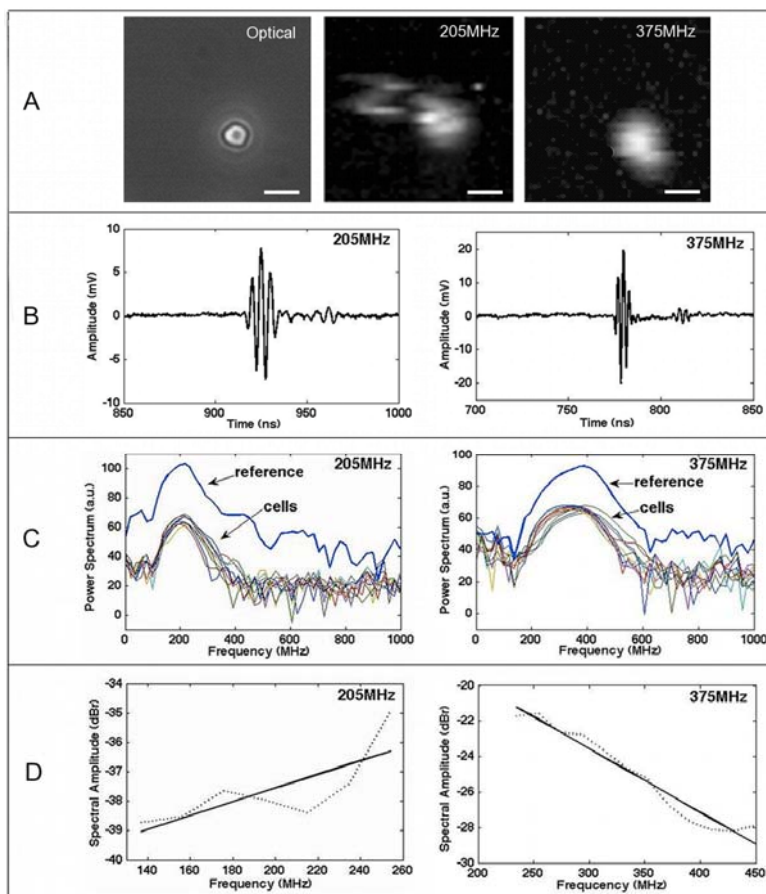 A
Optical
205MHz
375MHz
B
205MHz
Amplitude (mV)
10
5
0
-5
-10
850
900
950
1000
Time (ns)
375MHz
Amplitude (mV)
20
10
0
-10
-20
700
750
800
850
Time (ns)
C
205MHz
reference
cells
Power Spectrum (a.u.)
100
80
60
40
20
0
0
200
400
600
800
1000
Frequency (MHz)
375MHz
reference
cells
Power Spectrum (a.u.)
100
80
60
40
20
0
0
200
400
600
800
1000
Frequency (MHz)
D
205MHz
Spectral Amplitude (dBr)
-34
-35
-36
-37
-38
-39
-40
140
160
180
200
220
240
260
Frequency (MHz)
375MHz
Spectral Amplitude (dBr)
-20
-22
-24
-26
-28
-30
200
250
300
350
400
450
Frequency (MHz)